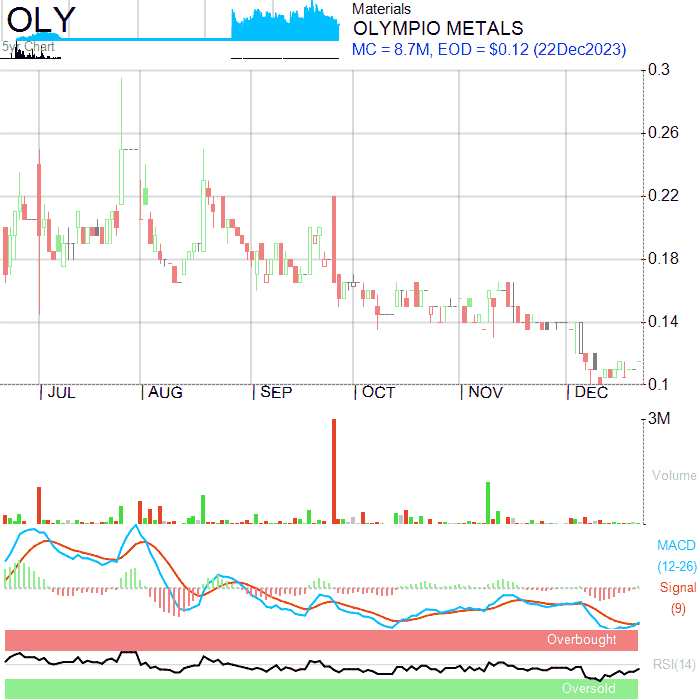 OLY
5yr Chart
Materials
OLYMPIO METALS
MC = 8.7M, EOD = $0.12 (22Dec2023)
0.3
0.26
0.22
0.18
0.14
0.1
JUL
AUG
SEP
OCT
NOV
DEC
3M
Volume
MACD
(12-26)
Signal
(9)
Overbought
RSI(14)
Oversold